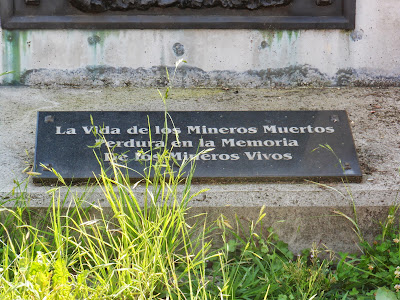 La Vida de los Mineros Muertos
Perdura en la Memoria
De los Mineros Vivos